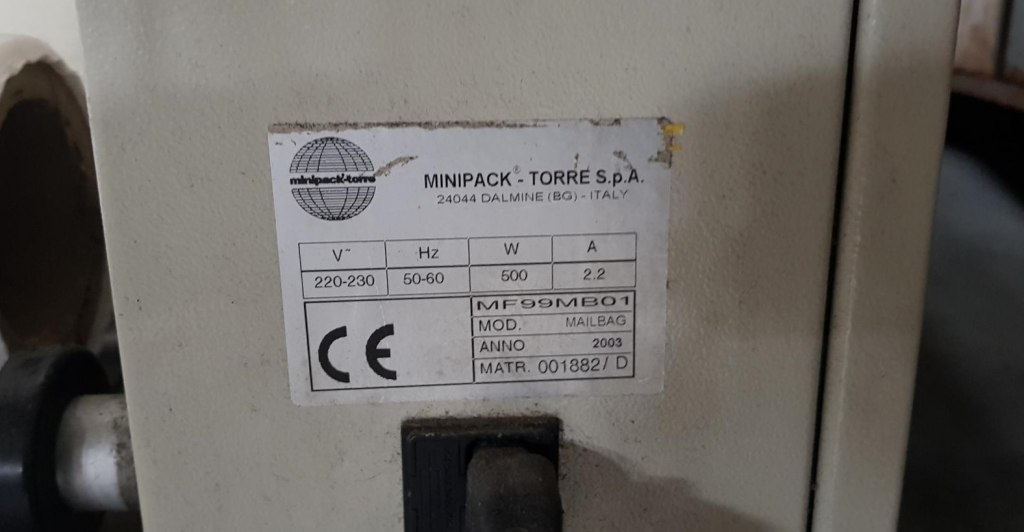 minipack-torre
MINIPACK® - TORRE S.p.A.
24044 DALMINE (BG) - ITALY
V~ Hz W A
220-230 50-60 500 2.2
CE
MF99MB01
MOD. MAILBAG
ANNO 2003
MATR. 001882/ D